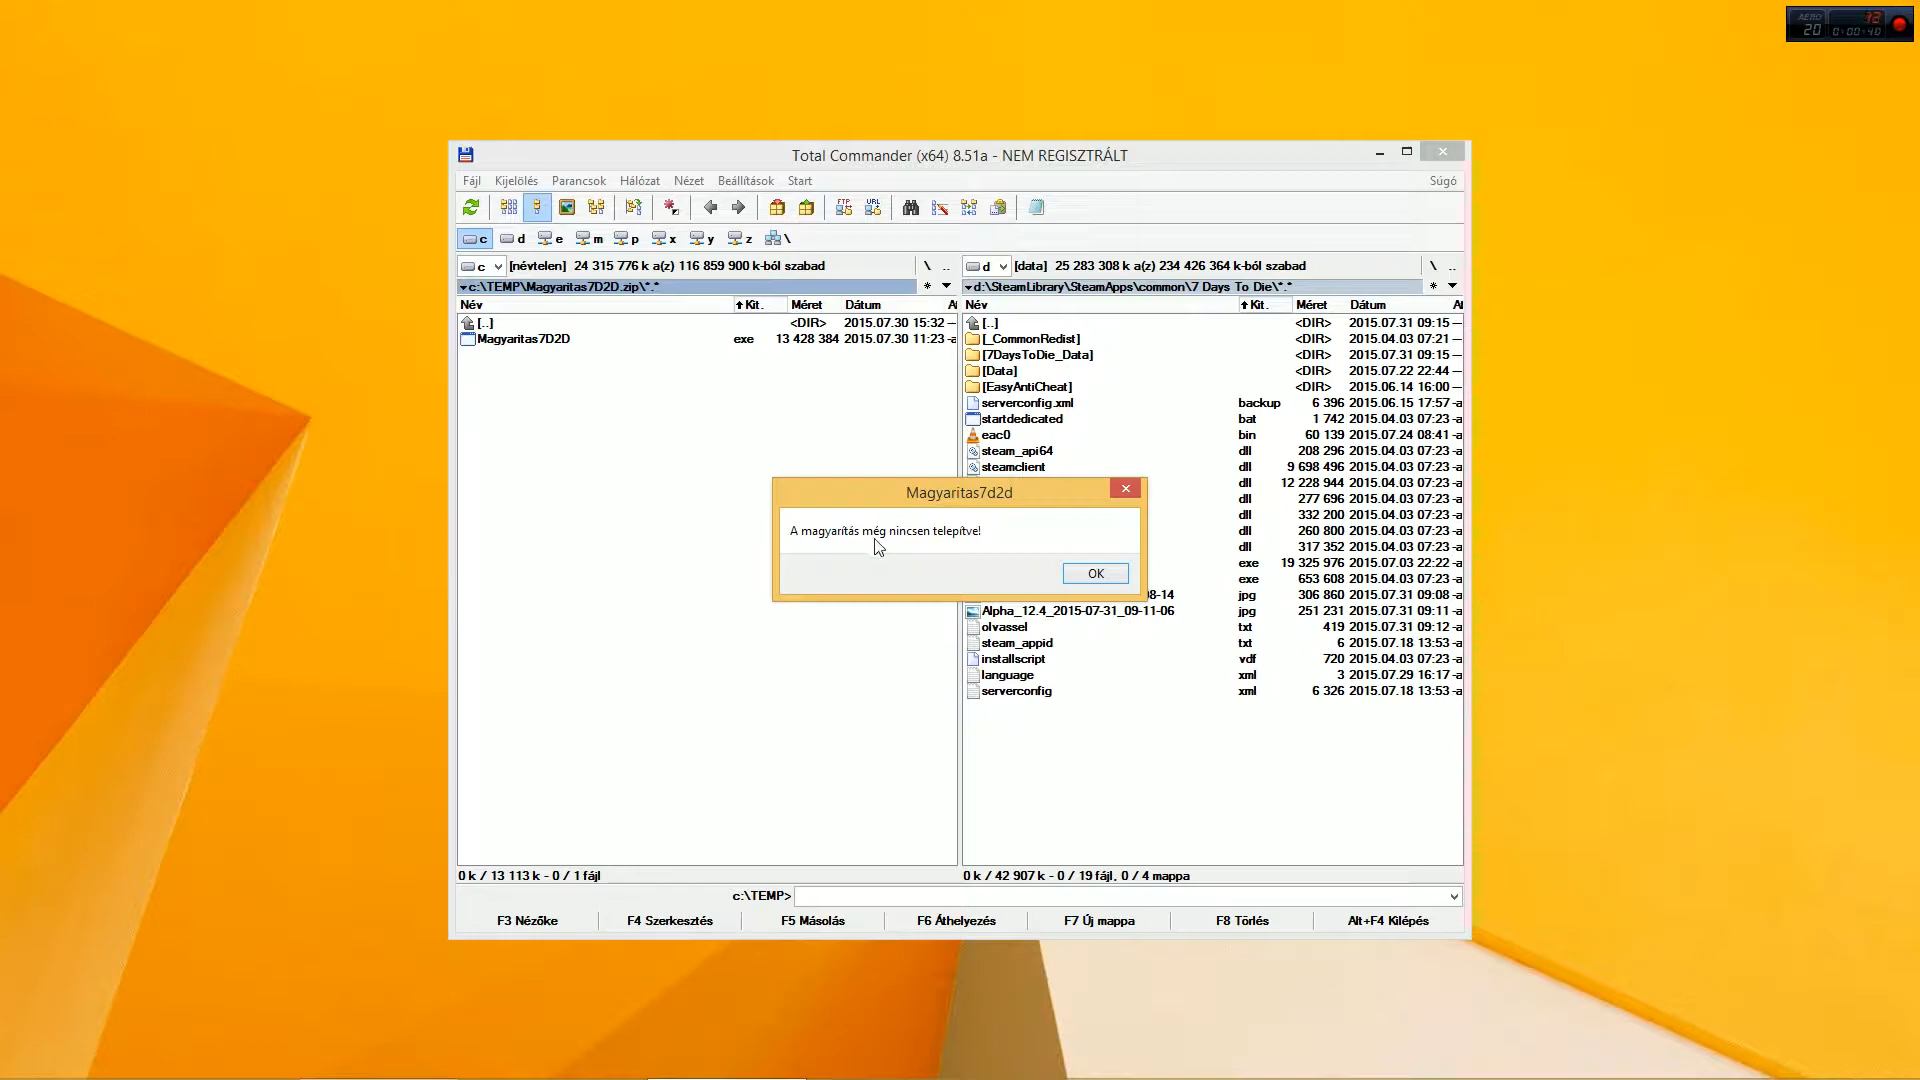 AERO
20
12
0:00:40
Total Commander (x64) 8.51a - NEM REGISZTRÁLT
Fájl Kijelölés Parancsok Hálózat Nézet Beállítások Start Súgó
FTP URL
c d e m p x y z \
c [névtelen] 24 315 776 k a(z) 116 859 900 k-ból szabad \ ..
d [data] 25 283 308 k a(z) 234 426 364 k-ból szabad \ ..
c:\TEMP\Magyaritas7D2D.zip\*.* *
d:\SteamLibrary\SteamApps\common\7 Days To Die\*.* *
Név Kit. Méret Dátum
[..] <DIR> 2015.07.30 15:32 —
Magyaritas7D2D exe 13 428 384 2015.07.30 11:23 -a
Név Kit. Méret Dátum
[..] <DIR> 2015.07.31 09:15 —
[_CommonRedist] <DIR> 2015.04.03 07:21 —
[7DaysToDie_Data] <DIR> 2015.07.31 09:15 —
[Data] <DIR> 2015.07.22 22:44 —
[EasyAntiCheat] <DIR> 2015.06.14 16:00 —
serverconfig.xml backup 6 396 2015.06.15 17:57 -a
startdedicated bat 1 742 2015.04.03 07:23 -a
eac0 bin 60 139 2015.07.24 08:41 -a
steam_api64 dll 208 296 2015.04.03 07:23 -a
steamclient dll 9 698 496 2015.04.03 07:23 -a
dll 12 228 944 2015.04.03 07:23 -a
dll 277 696 2015.04.03 07:23 -a
dll 332 200 2015.04.03 07:23 -a
dll 260 800 2015.04.03 07:23 -a
dll 317 352 2015.04.03 07:23 -a
exe 19 325 976 2015.07.03 22:22 -a
exe 653 608 2015.04.03 07:23 -a
08-14 jpg 306 860 2015.07.31 09:08 -a
Alpha_12.4_2015-07-31_09-11-06 jpg 251 231 2015.07.31 09:11 -a
olvassel txt 419 2015.07.31 09:12 -a
steam_appid txt 6 2015.07.18 13:53 -a
installscript vdf 720 2015.04.03 07:23 -a
language xml 3 2015.07.29 16:17 -a
serverconfig xml 6 326 2015.07.18 13:53 -a
Magyaritas7d2d
A magyarítás még nincsen telepítve!
OK
0 k / 13 113 k - 0 / 1 fájl
0 k / 42 907 k - 0 / 19 fájl, 0 / 4 mappa
c:\TEMP>
F3 Nézőke F4 Szerkesztés F5 Másolás F6 Áthelyezés F7 Új mappa F8 Törlés Alt+F4 Kilépés